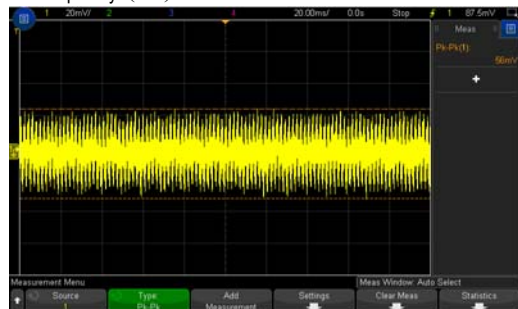 1 20mV/ 2 3 4 20.00ms/ 0.0s Stop 1 87.5mV
Meas
Pk-Pk(1):
56mV
Measurement Menu
Meas Window: Auto Select
Source
1
Type:
Pk-Pk
Add
Measurement
Settings
Clear Meas
Statistics